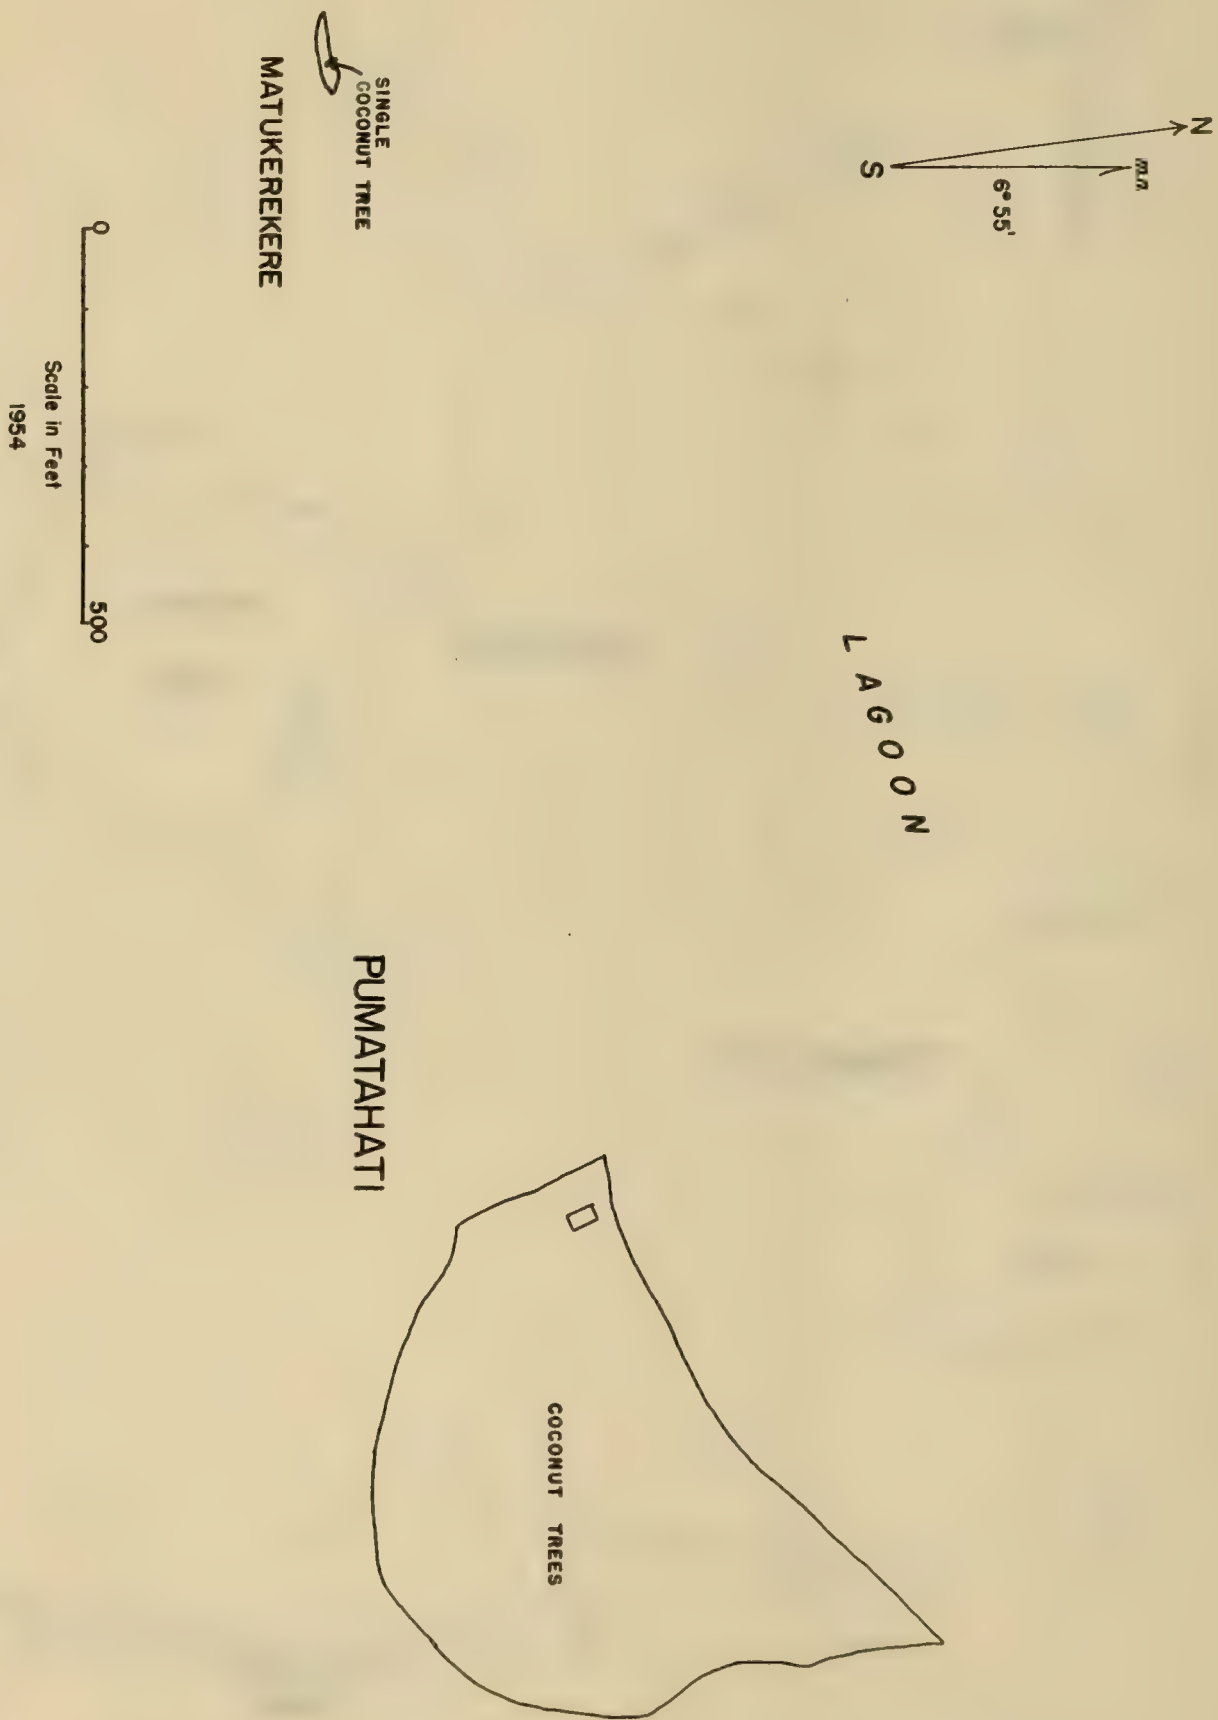 N
m.n.
6° 55'
S
LAGOON
SINGLE
COCONUT TREE
MATUKEREKERE
PUMATAHATI
COCONUT TREES
0 500
Scale in Feet
1954